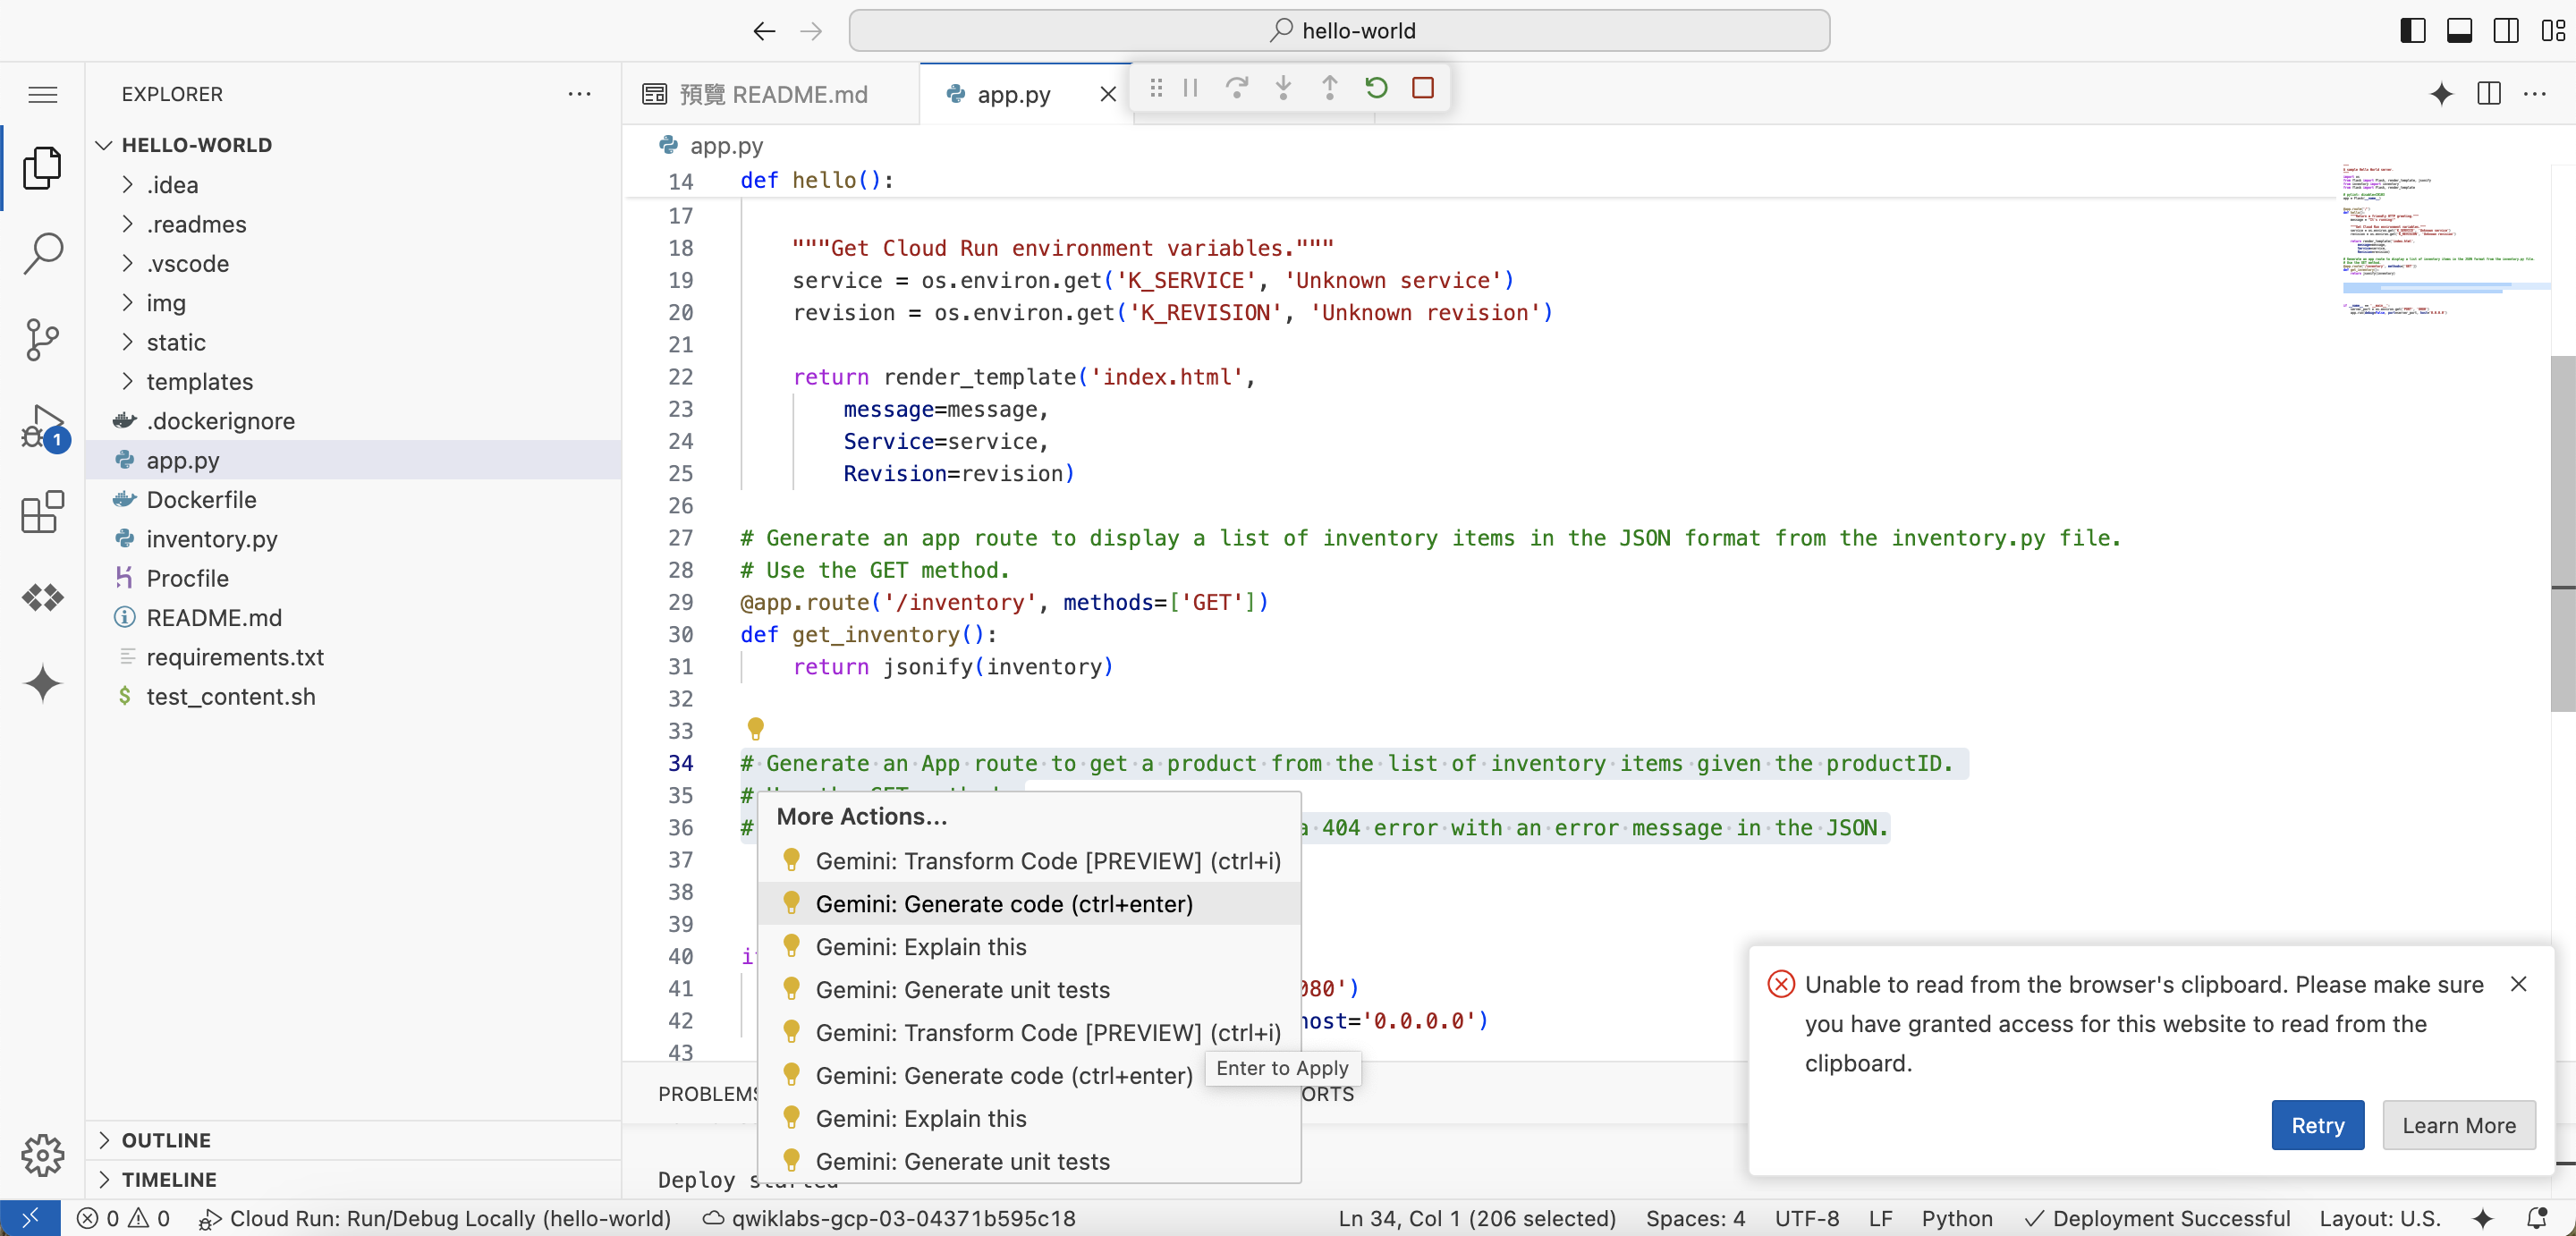 hello-world
EXPLORER
HELLO-WORLD
.idea
.readmes
.vscode
img
static
templates
.dockerignore
app.py
Dockerfile
inventory.py
Procfile
README.md
requirements.txt
test_content.sh
OUTLINE
TIMELINE
1
預覽 README.md
app.py
app.py
14 def hello():
17
18 """Get Cloud Run environment variables."""
19 service = os.environ.get('K_SERVICE', 'Unknown service')
20 revision = os.environ.get('K_REVISION', 'Unknown revision')
21
22 return render_template('index.html',
23 message=message,
24 Service=service,
25 Revision=revision)
26
27 # Generate an app route to display a list of inventory items in the JSON format from the inventory.py file.
28 # Use the GET method.
29 @app.route('/inventory', methods=['GET'])
30 def get_inventory():
31 return jsonify(inventory)
32
33
34 # Generate an App route to get a product from the list of inventory items given the productID.
35 #
36 # a 404 error with an error message in the JSON.
37
38
39
40
41 080')
42 host='0.0.0.0')
43
More Actions...
Gemini: Transform Code [PREVIEW] (ctrl+i)
Gemini: Generate code (ctrl+enter)
Gemini: Explain this
Gemini: Generate unit tests
Gemini: Transform Code [PREVIEW] (ctrl+i)
Gemini: Generate code (ctrl+enter)
Gemini: Explain this
Gemini: Generate unit tests
Enter to Apply
PROBLEMS
ORTS
Deploy started
Unable to read from the browser's clipboard. Please make sure
you have granted access for this website to read from the
clipboard.
Retry
Learn More
0 0 Cloud Run: Run/Debug Locally (hello-world) qwiklabs-gcp-03-04371b595c18 Ln 34, Col 1 (206 selected) Spaces: 4 UTF-8 LF Python Deployment Successful Layout: U.S.